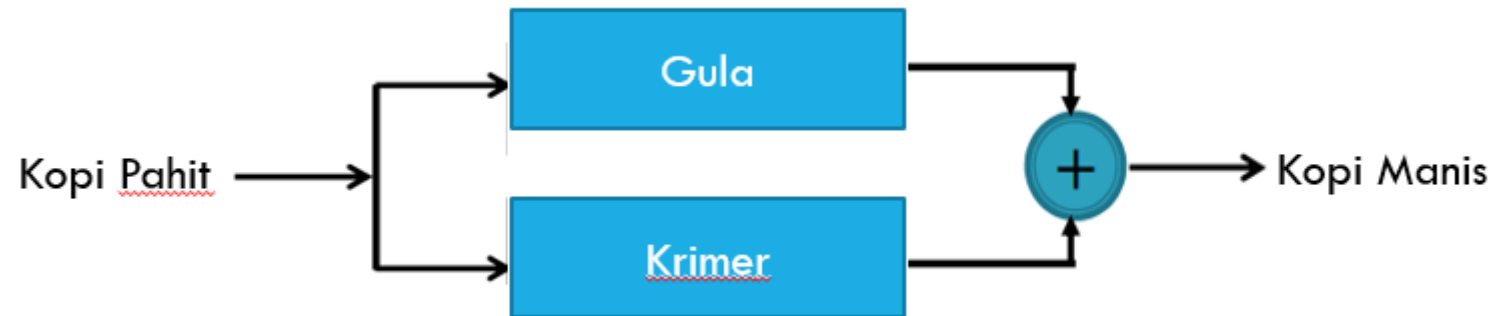 Gula
Kopi Pahit
+
Kopi Manis
Krimer